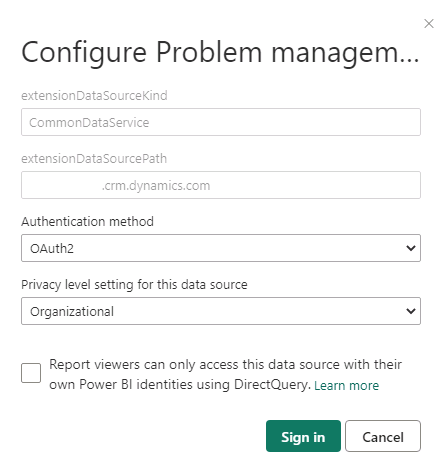 Configure Problem managem...
extensionDataSourceKind
CommonDataService
extensionDataSourcePath
.crm.dynamics.com
Authentication method
OAuth2
Privacy level setting for this data source
Organizational
Report viewers can only access this data source with their
own Power BI identities using DirectQuery. Learn more
Sign in
Cancel